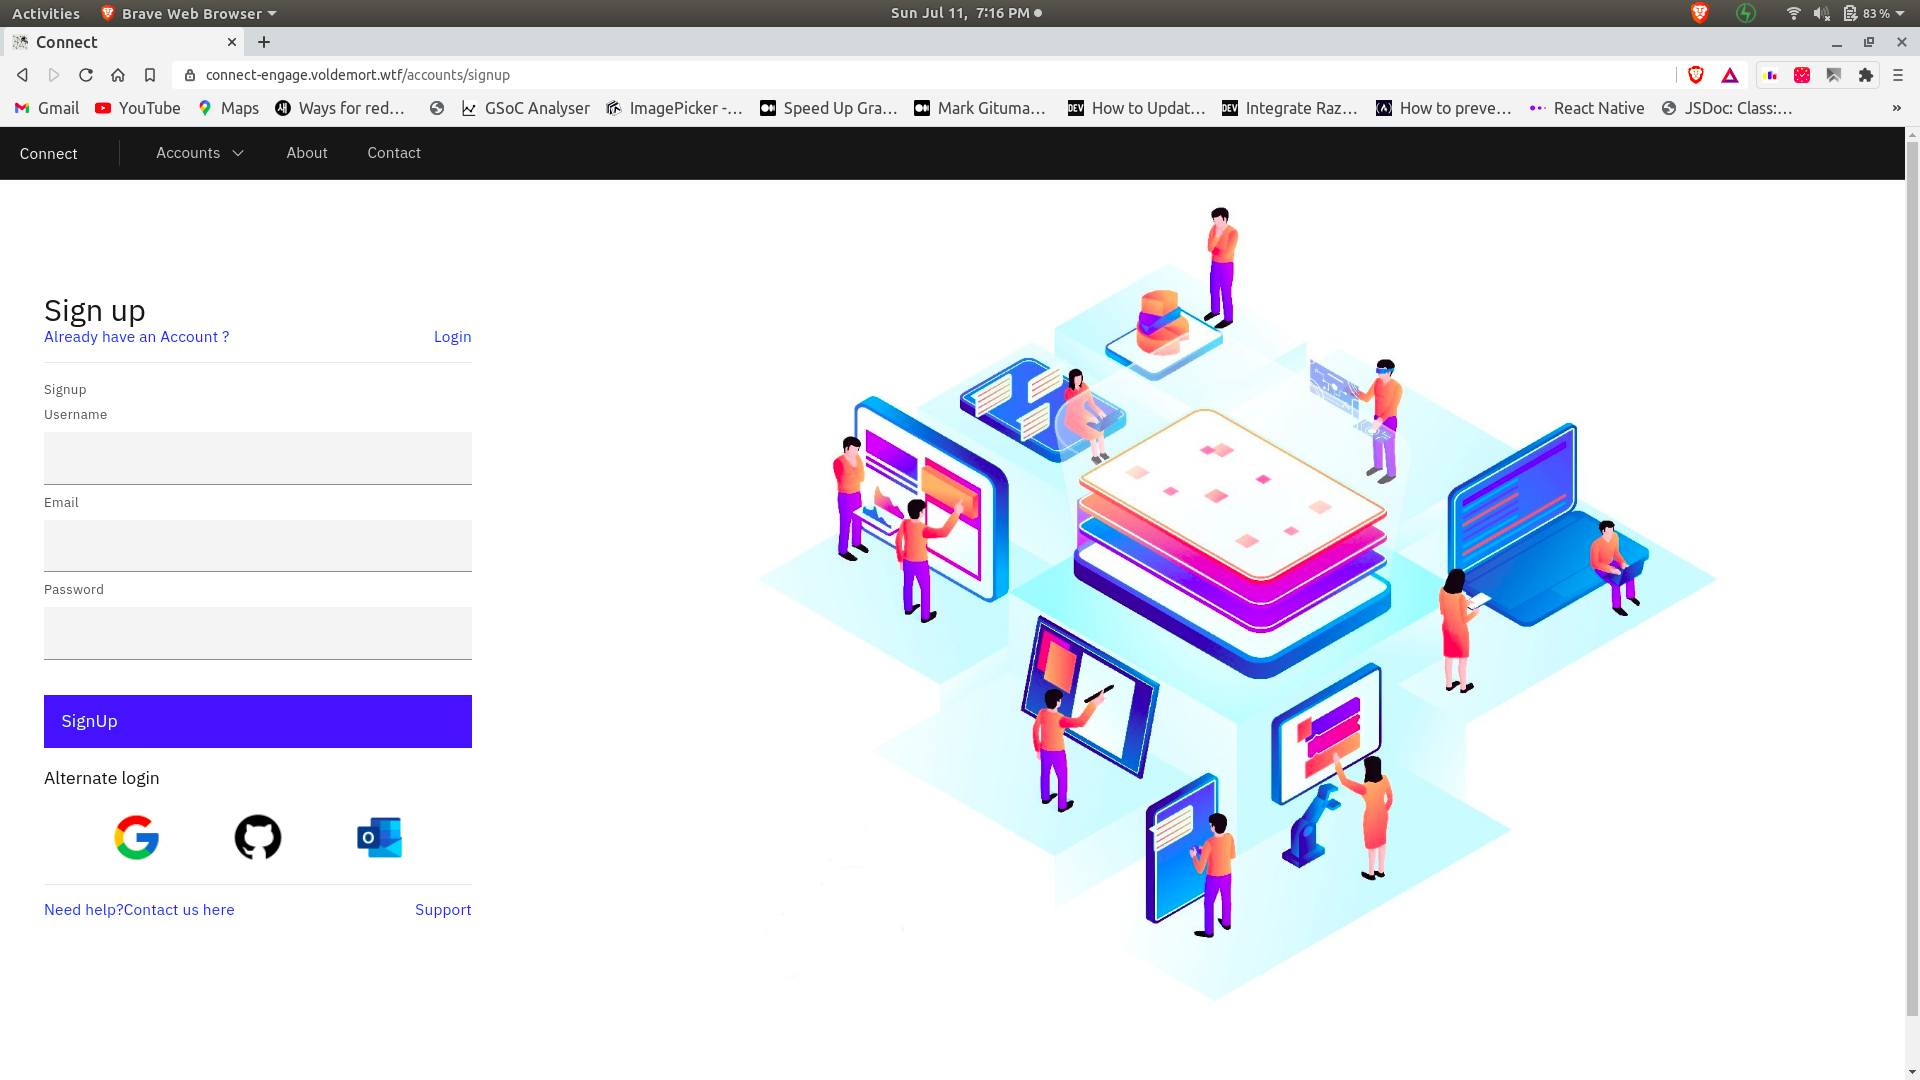 Activities Brave Web Browser Sun Jul 11, 7:16 PM 83 %
Connect
connect-engage.voldemort.wtf/accounts/signup
Gmail YouTube Maps Ways for red... GSoC Analyser ImagePicker -... Speed Up Gra... Mark Gituma... DEV How to Updat... DEV Integrate Raz... How to preve... React Native JSDoc: Class:... »
Connect Accounts About Contact
Sign up
Already have an Account ? Login
Signup
Username
Email
Password
SignUp
Alternate login
Need help?Contact us here Support